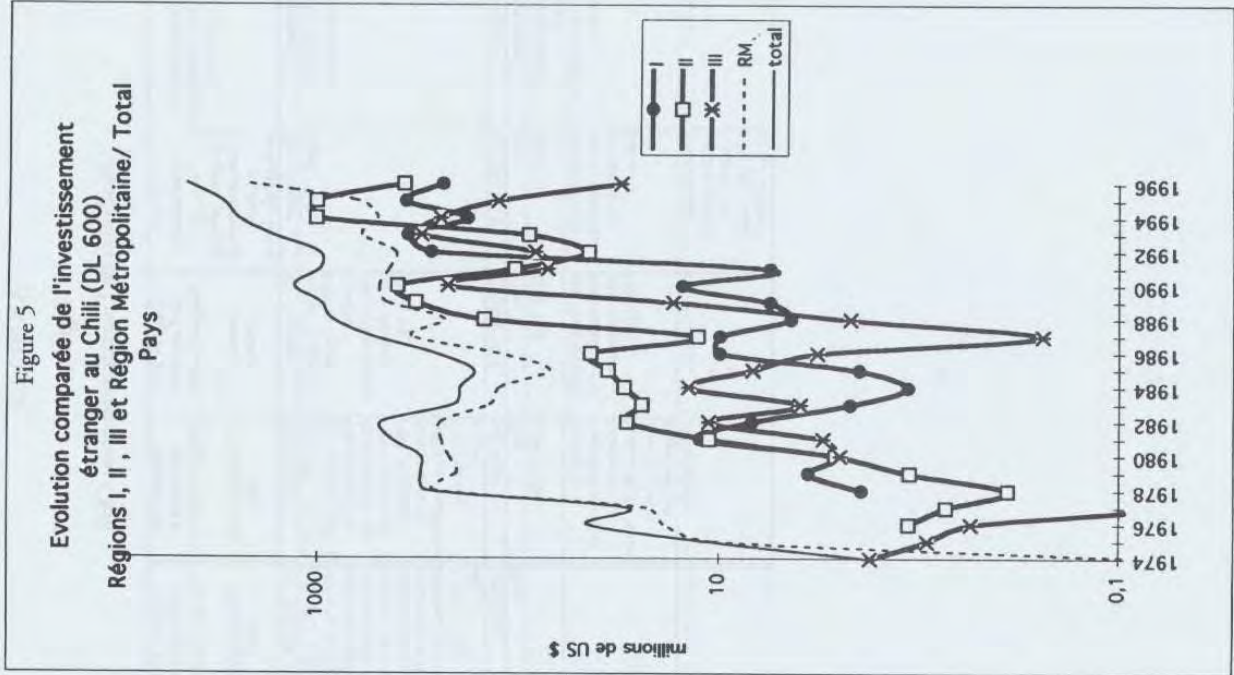 Figure 5
Evolution comparée de l'investissement
étranger au Chili (DL 600)
Régions I, II , III et Région Métropolitaine/ Total
Pays
millions de US $
1000
10
0,1
1974
1976
1978
1980
1982
1984
1986
1988
1990
1992
1994
1996
I
II
III
RM.
total